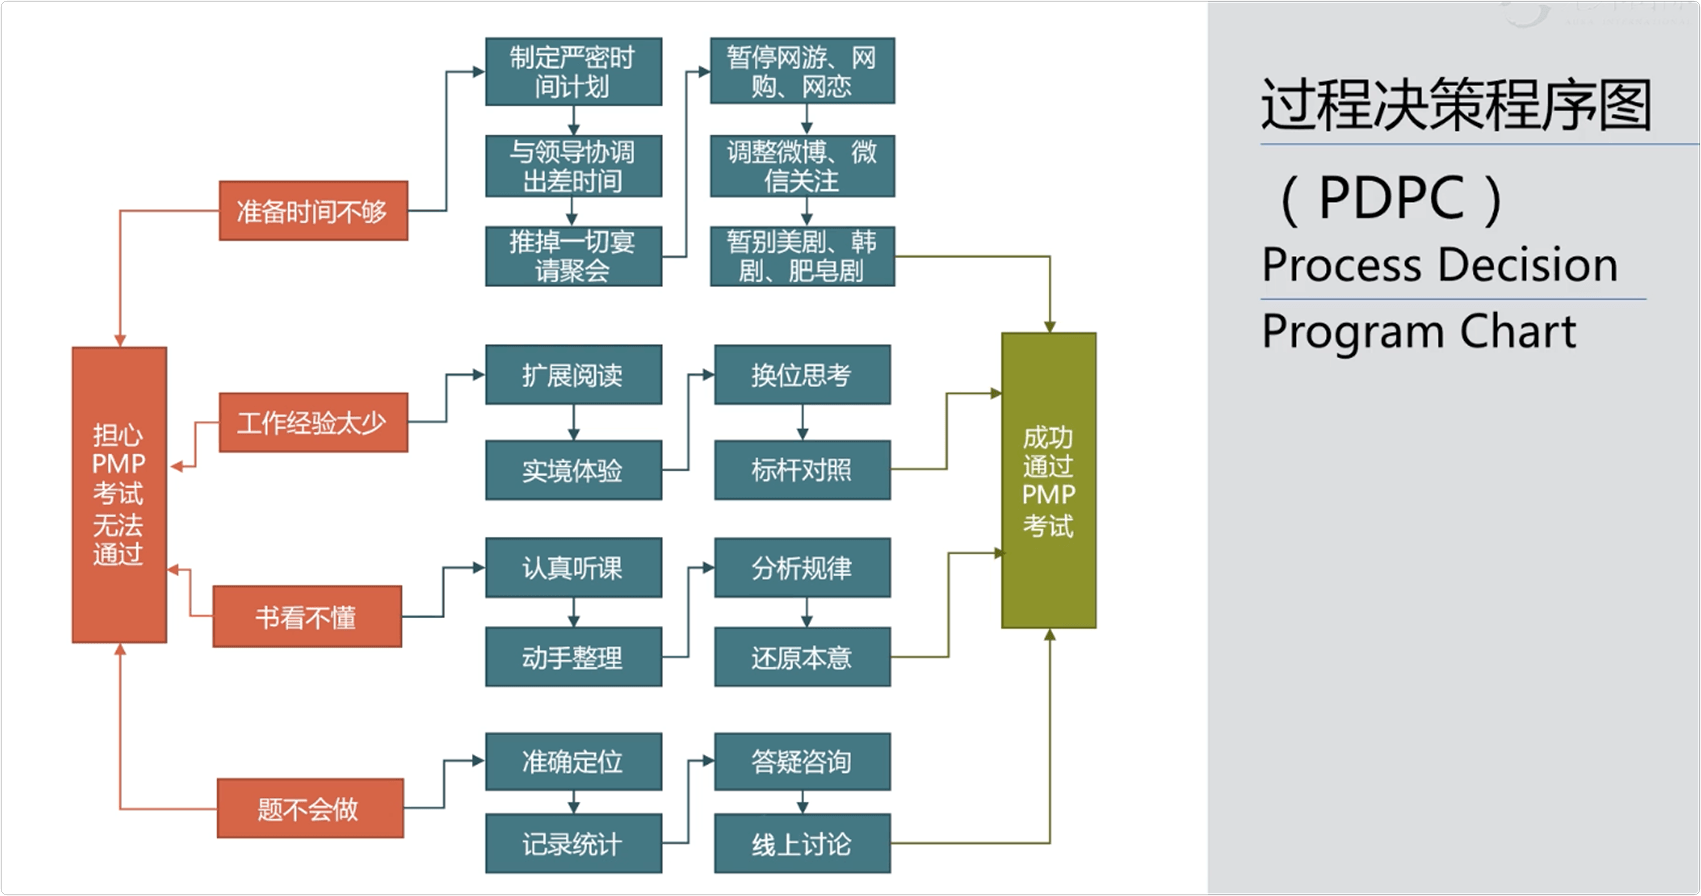 制定严密时
间计划
暂停网游、网
购、网恋
与领导协调
出差时间
调整微博、微
信关注
准备时间不够
推掉一切宴
请聚会
暂别美剧、韩
剧、肥皂剧
扩展阅读
换位思考
工作经验太少
实境体验
标杆对照
担心
PMP
考试
无法
通过
成功
通过
PMP
考试
认真听课
分析规律
书看不懂
动手整理
还原本意
准确定位
答疑咨询
题不会做
记录统计
线上讨论
过程决策程序图
（PDPC）
Process Decision
Program Chart